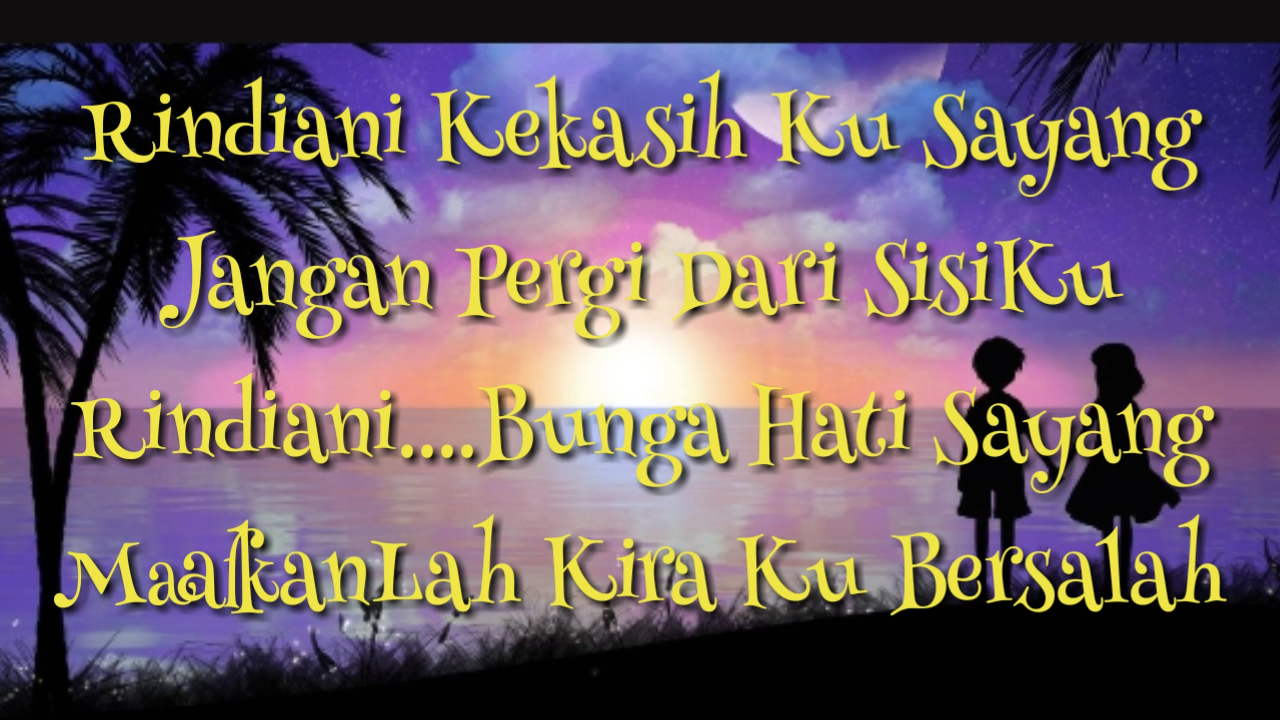 Rindiani Kekasih Ku Sayang
Jangan Pergi Dari SisiKu
Rindiani....Bunga Hati Sayang
MaafkanLah Kira Ku Bersalah